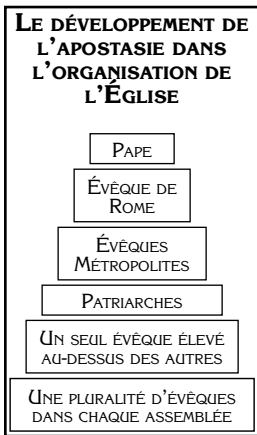 Le développement de
l'apostasie dans
l'organisation de
l'Église
Pape
Évêque de
Rome
Évêques
Métropolites
Patriarches
Un seul évêque élevé
au-dessus des autres
Une pluralité d'évêques
dans chaque assemblée